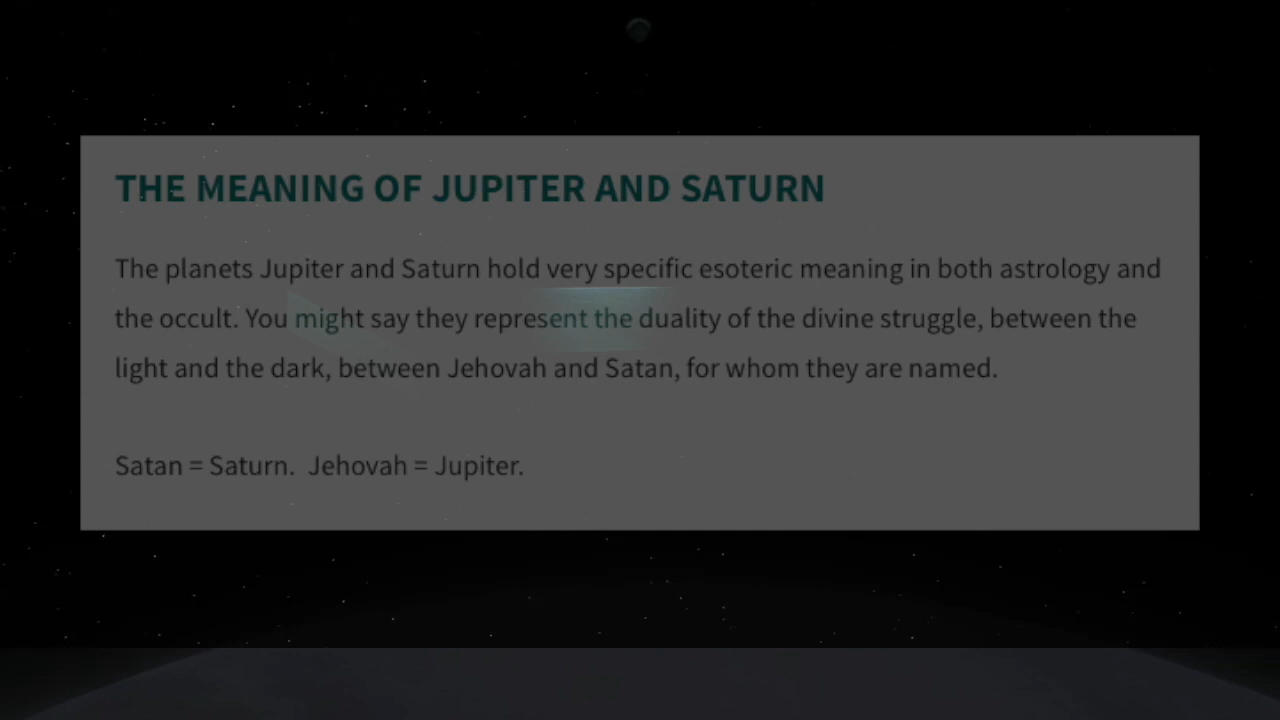 THE MEANING OF JUPITER AND SATURN
The planets Jupiter and Saturn hold very specific esoteric meaning in both astrology and
the occult. You might say they represent the duality of the divine struggle, between the
light and the dark, between Jehovah and Satan, for whom they are named.
Satan = Saturn.  Jehovah = Jupiter.